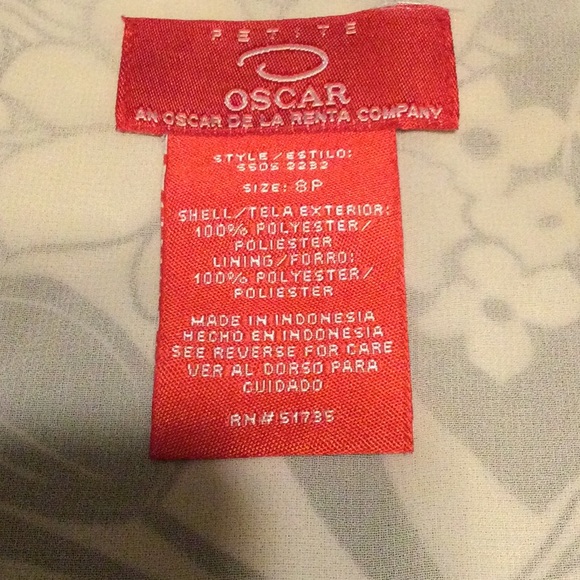 PETITE
OSCAR
AN OSCAR DE LA RENTA COMPANY
STYLE/ESTILO:
SSDS 2232
SIZE: 8P
SHELL/TELA EXTERIOR:
100% POLYESTER/
POLIESTER
LINING/FORRO:
100% POLYESTER/
POLIESTER
MADE IN INDONESIA
HECHO EN INDONESIA
SEE REVERSE FOR CARE
VER AL DORSO PARA
CUIDADO
RN# 51735